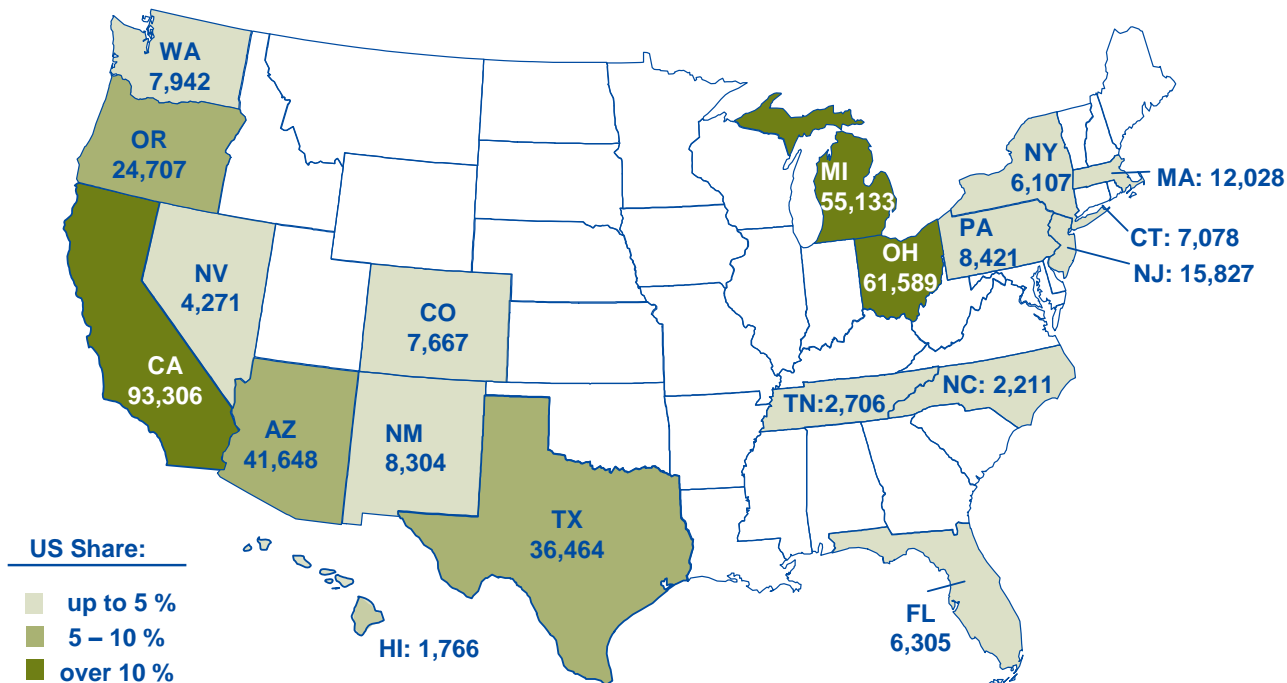 WA
7,942
OR
24,707
NY
6,107
MI
55,133
MA: 12,028
PA
8,421
CT: 7,078
NJ: 15,827
OH
61,589
NV
4,271
CO
7,667
CA
93,306
AZ
41,648
NM
8,304
TN:2,706
NC: 2,211
TX
36,464
FL
6,305
HI: 1,766
US Share:
up to 5 %
5 – 10 %
over 10 %